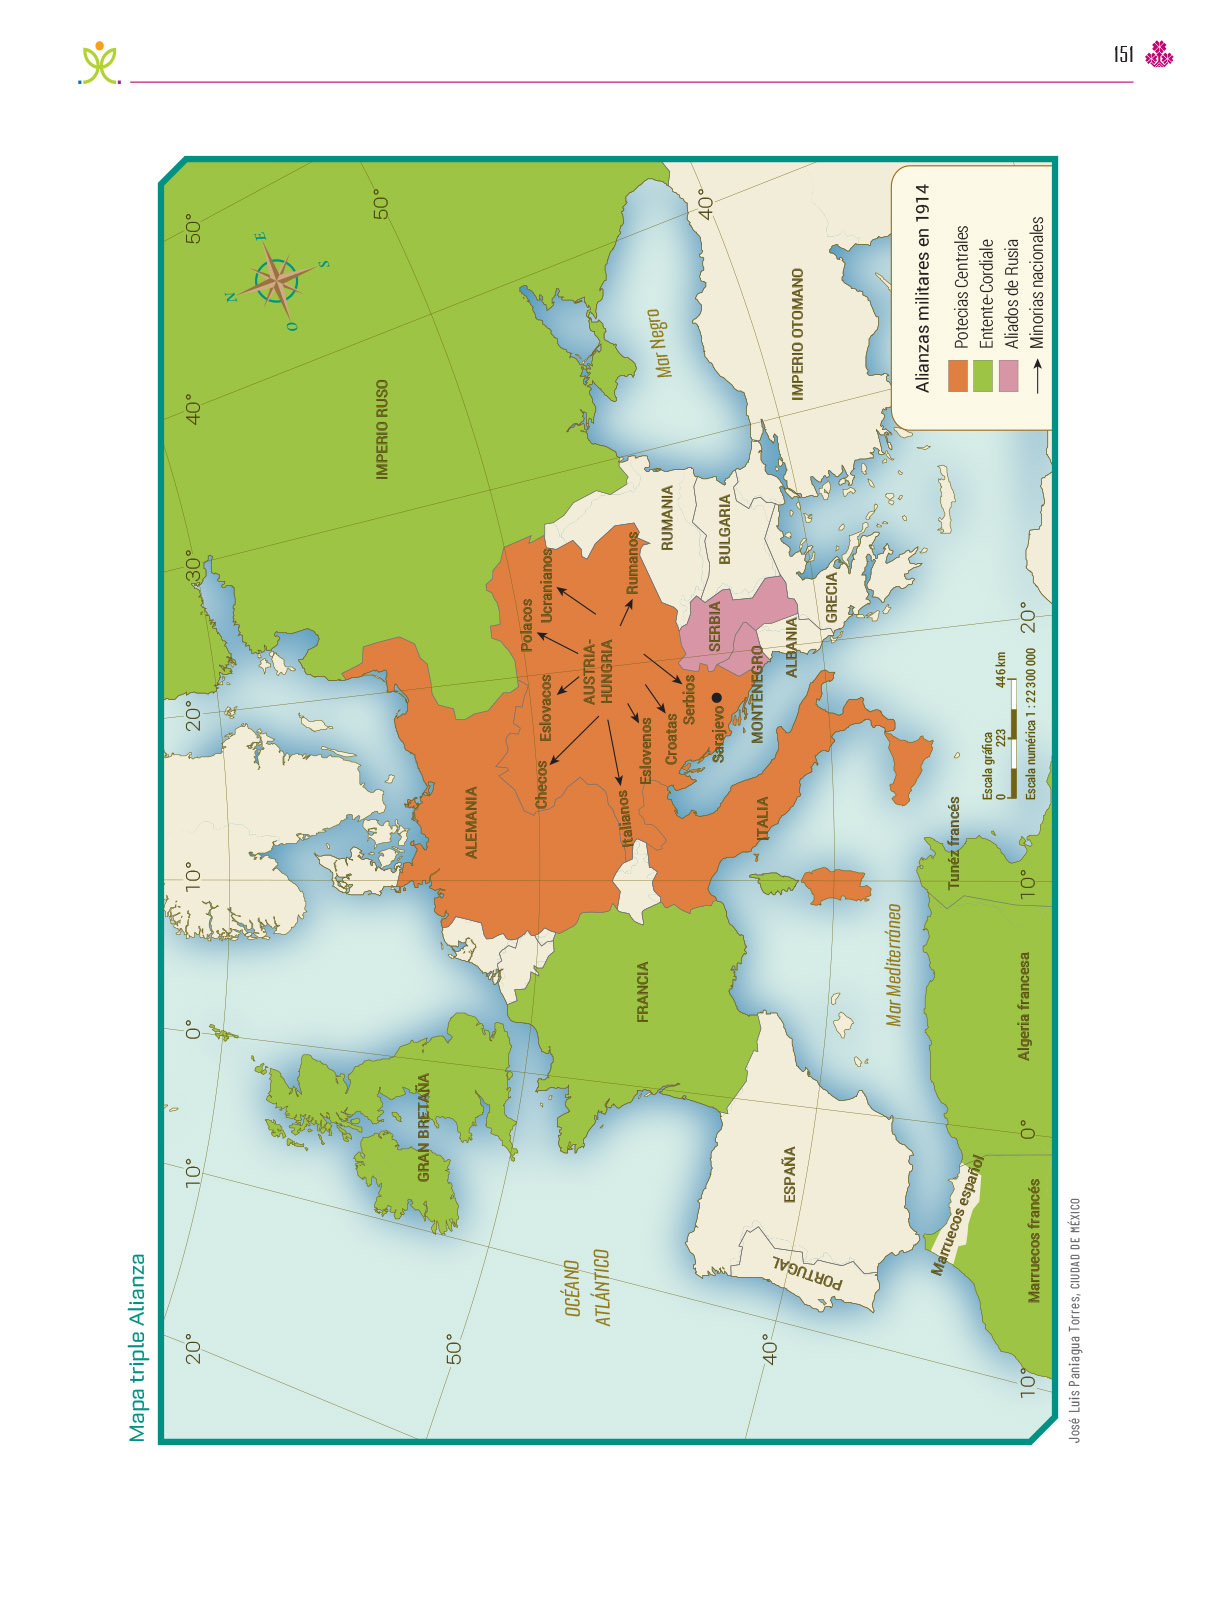 151
Mapa triple Alianza
50°
40°
30°
20°
10°
0°
10°
20°
50°
40°
50°
40°
20°
10°
0°
10°
N
E
S
O
IMPERIO RUSO
Mar Negro
IMPERIO OTOMANO
RUMANIA
BULGARIA
SERBIA
GRECIA
ALBANIA
MONTENEGRO
Polacos
Ucranianos
Rumanos
AUSTRIA-
HUNGRIA
Eslovacos
Checos
Serbios
Croatas
Eslovenos
Italianos
Sarajevo
ALEMANIA
ITALIA
FRANCIA
GRAN BRETAÑA
ESPAÑA
PORTUGAL
OCÉANO
ATLÁNTICO
Mar Mediterráneo
Tunéz francés
Algeria francesa
Marruecos español
Marruecos francés
Alianzas militares en 1914
Potecias Centrales
Entente-Cordiale
Aliados de Rusia
Minorias nacionales
Escala gráfica
0 223 446 km
Escala numérica 1 : 22 300 000
José Luis Paniagua Torres, CIUDAD DE MÉXICO